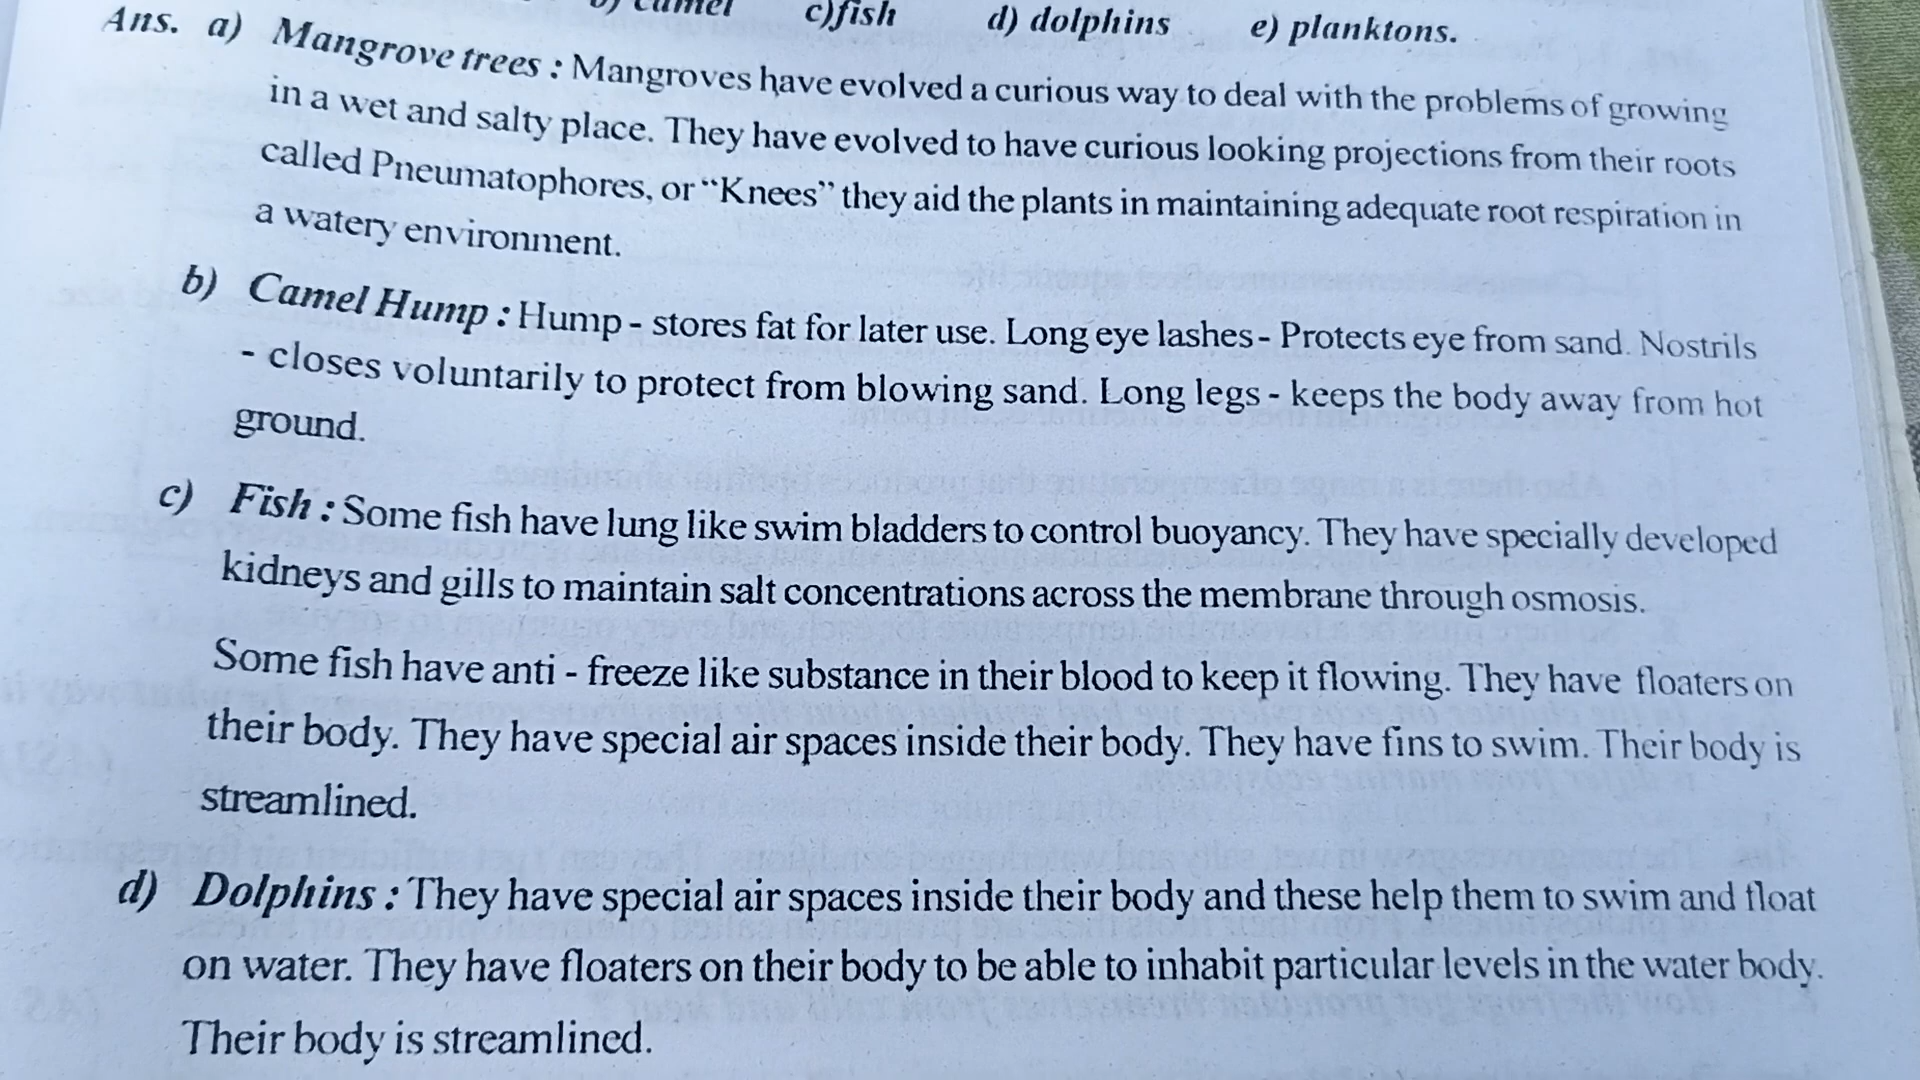 b) camel c)fish d) dolphins e) planktons.
Ans. a) Mangrove trees : Mangroves have evolved a curious way to deal with the problems of growing
in a wet and salty place. They have evolved to have curious looking projections from their roots
called Pneumatophores, or “Knees” they aid the plants in maintaining adequate root respiration in
a watery environment.
b) Camel Hump : Hump - stores fat for later use. Long eye lashes - Protects eye from sand. Nostrils
- closes voluntarily to protect from blowing sand. Long legs - keeps the body away from hot
ground.
c) Fish : Some fish have lung like swim bladders to control buoyancy. They have specially developed
kidneys and gills to maintain salt concentrations across the membrane through osmosis.
Some fish have anti - freeze like substance in their blood to keep it flowing. They have floaters on
their body. They have special air spaces inside their body. They have fins to swim. Their body is
streamlined.
d) Dolphins : They have special air spaces inside their body and these help them to swim and float
on water. They have floaters on their body to be able to inhabit particular levels in the water body.
Their body is streamlined.